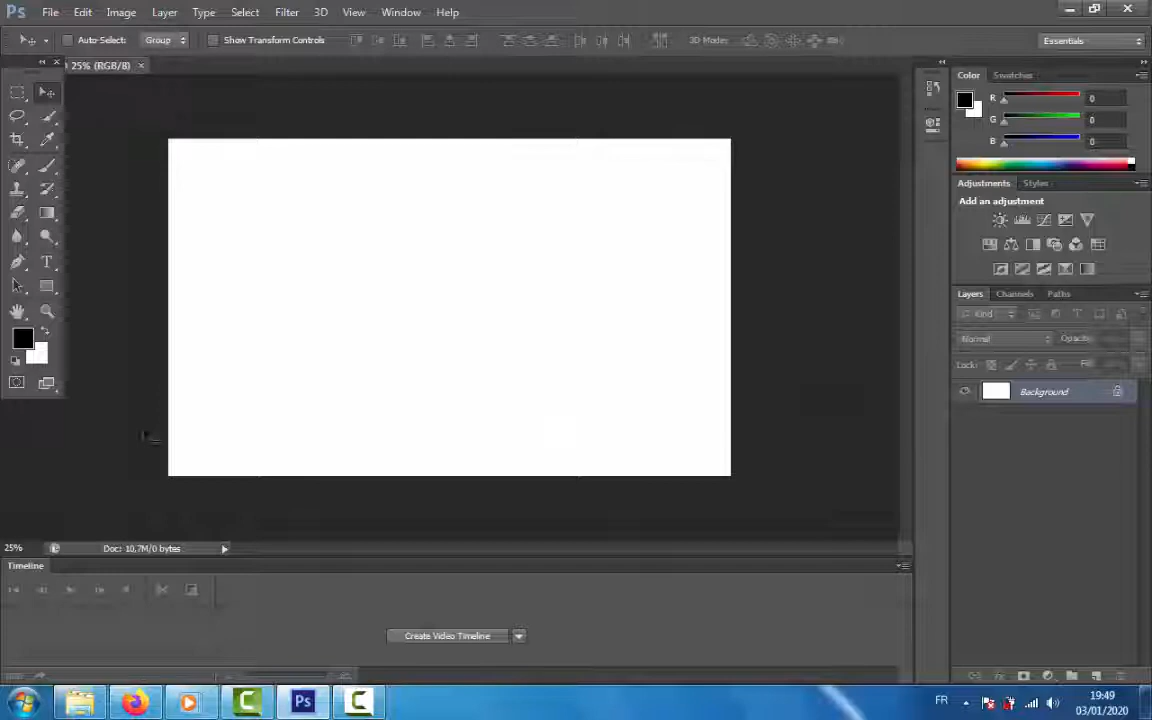 Ps File Edit Image Layer Type Select Filter 3D View Window Help
Auto-Select: Group Show Transform Controls 3D Mode: Essentials
25% (RGB/8) ×
Color Swatches
R 0
G 0
B 0
Adjustments Styles
Add an adjustment
Layers Channels Paths
Kind
Normal Opacity
Lock:
Background
25% Doc: 10,7M/0 bytes
Timeline
Create Video Timeline
Ps
FR
19:49
03/01/2020